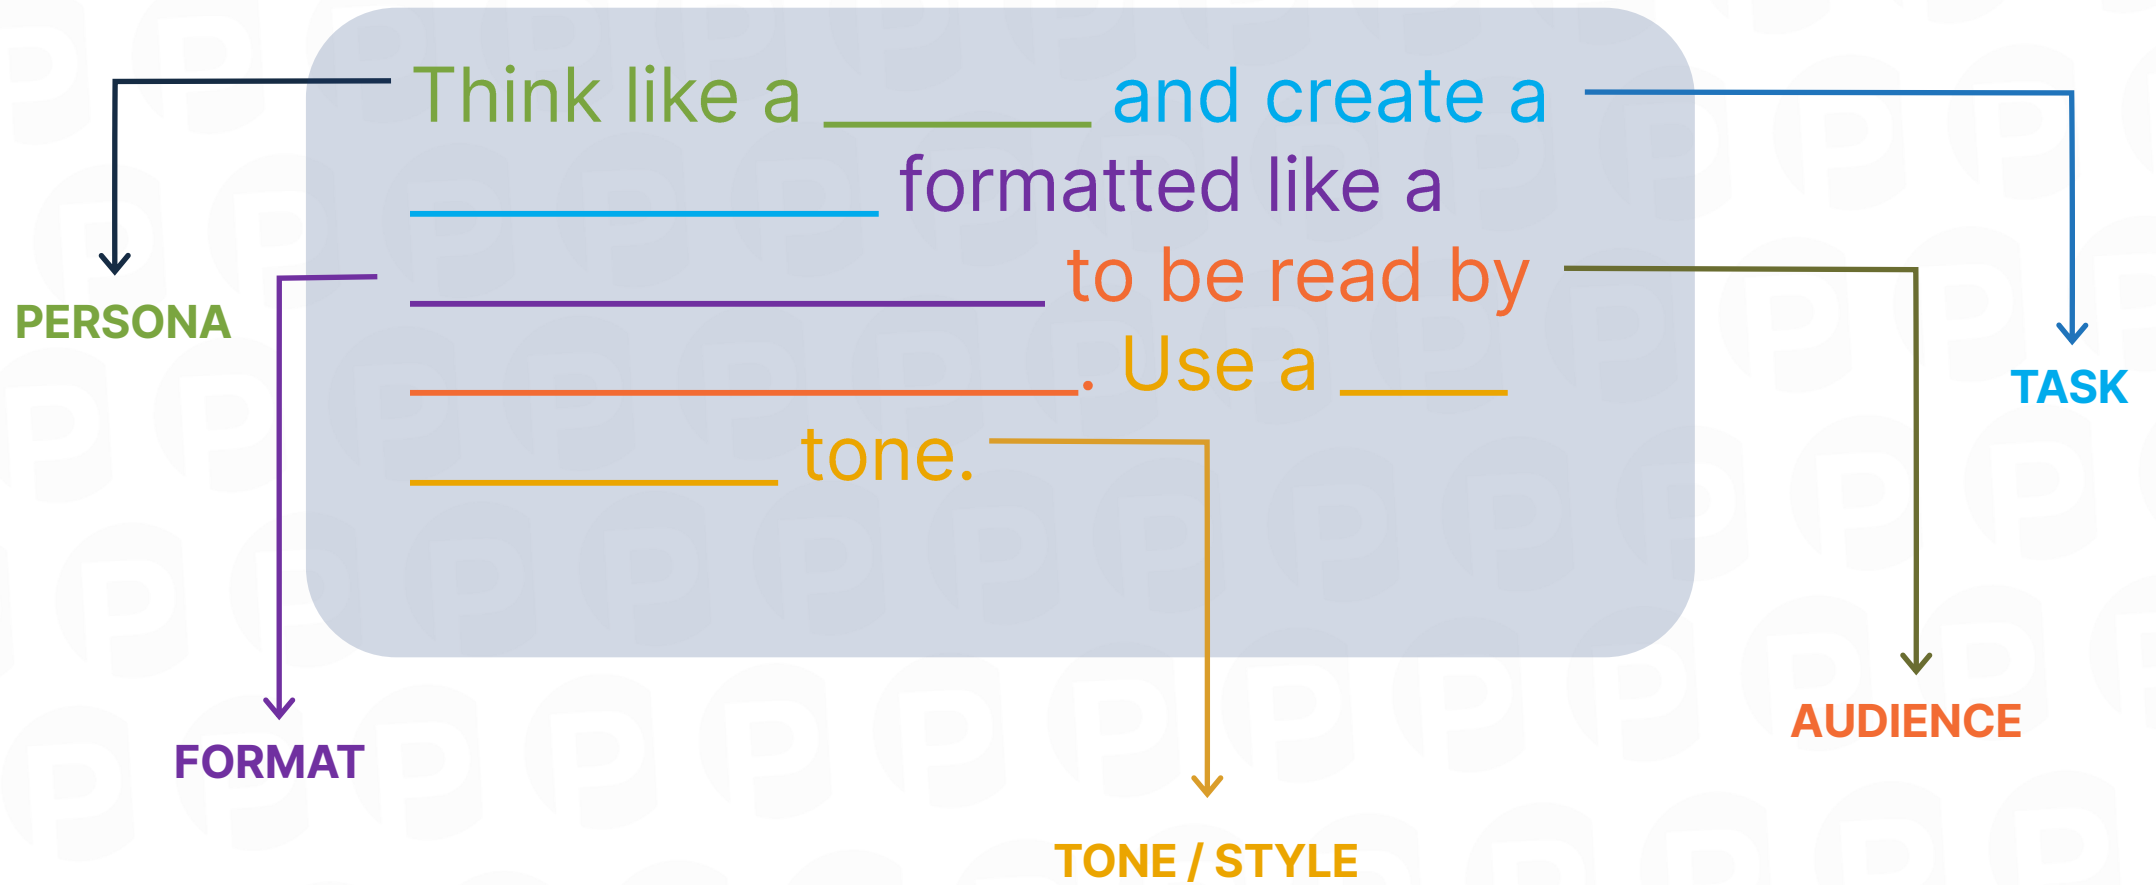 Think like a ________ and create a
______________ formatted like a
___________________ to be read by
____________________. Use a _____
___________ tone.
PERSONA
TASK
FORMAT
AUDIENCE
TONE / STYLE